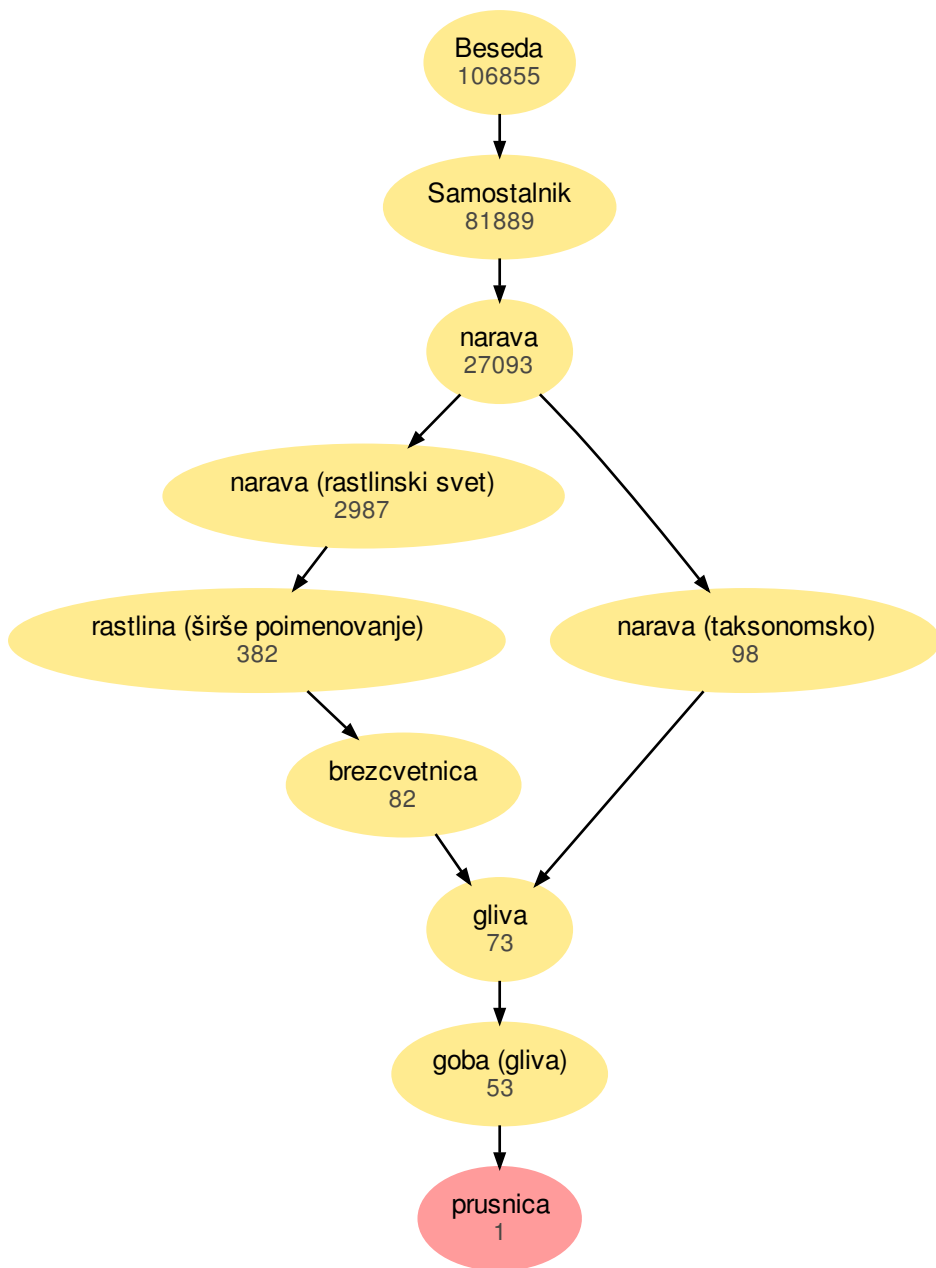 Beseda
106855
Samostalnik
81889
narava
27093
narava (rastlinski svet)
2987
rastlina (širše poimenovanje)
382
narava (taksonomsko)
98
brezcvetnica
82
gliva
73
goba (gliva)
53
prusnica
1